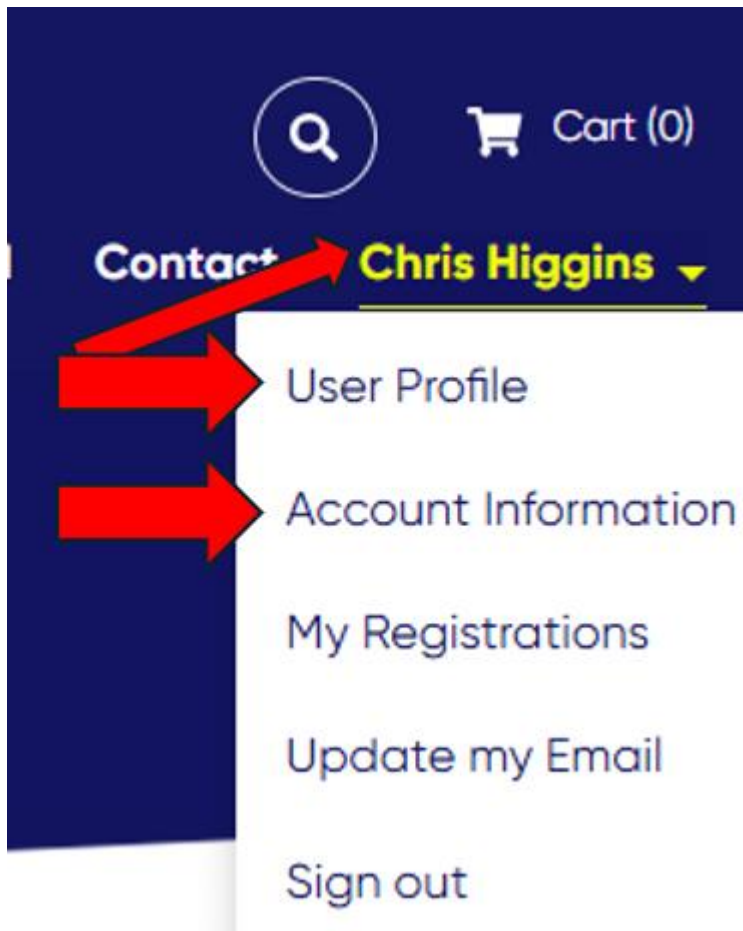 Cart (0)
Contact Chris Higgins
User Profile
Account Information
My Registrations
Update my Email
Sign out